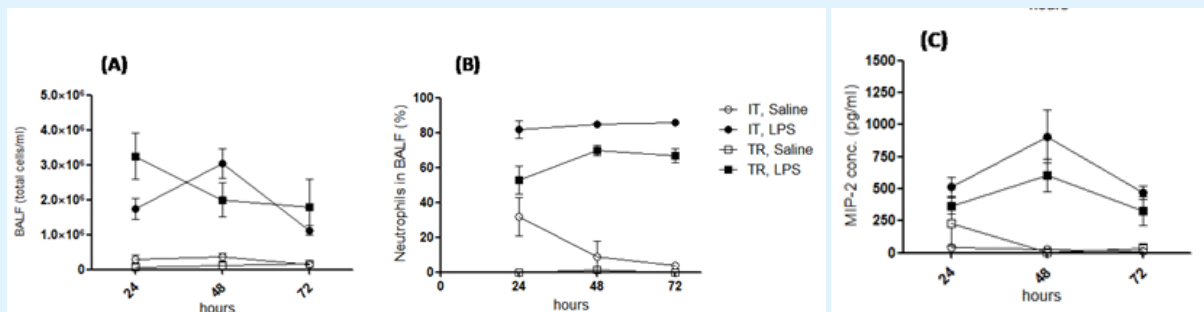 (A)
BALF (total cells/ml)
5.0×10⁶
4.0×10⁶
3.0×10⁶
2.0×10⁶
1.0×10⁶
0
24
48
72
hours
(B)
Neutrophils in BALF (%)
100
80
60
40
20
0
0
24
48
72
hours
IT, Saline
IT, LPS
TR, Saline
TR, LPS
(C)
MIP-2 conc. (pg/ml)
1500
1250
1000
750
500
250
0
24
48
72
hours